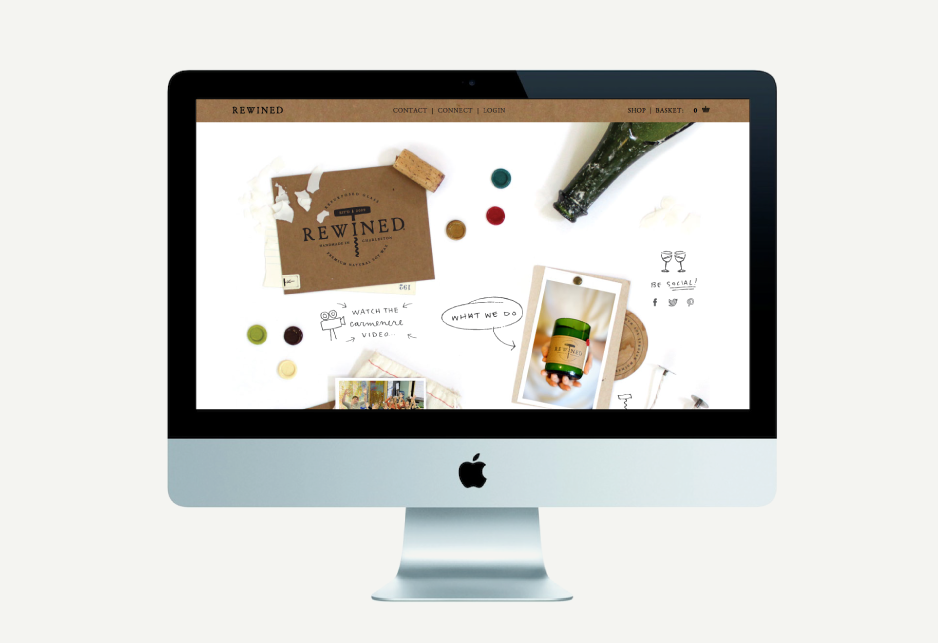 REWINED
CONTACT | CONNECT | LOGIN
SHOP | BASKET: 0
REWINED
HANDMADE IN CHARLESTON
PREMIUM NATURAL SOY WAX
WATCH THE
carmenere
VIDEO
WHAT WE DO
BE SOCIAL!
REWINED